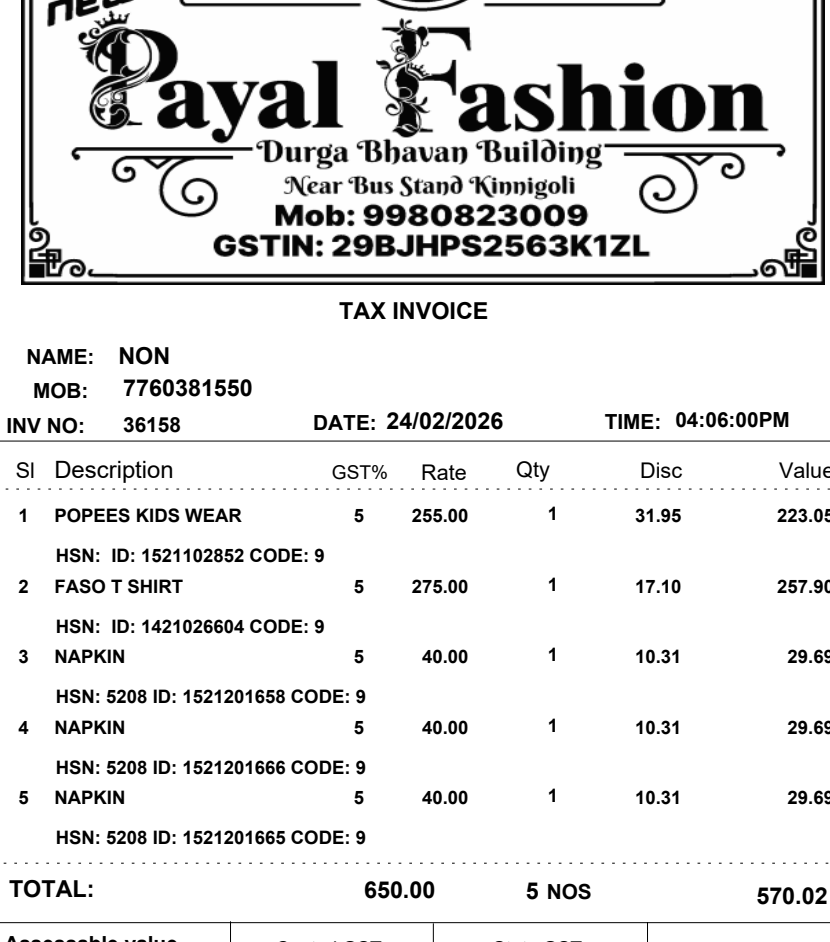 new
Payal Fashion
Durga Bhavan Building
Near Bus Stand Kinnigoli
Mob: 9980823009
GSTIN: 29BJHPS2563K1ZL
TAX INVOICE
NAME: NON
MOB: 7760381550
INV NO: 36158 DATE: 24/02/2026 TIME: 04:06:00PM
Sl Description GST% Rate Qty Disc Value
1 POPEES KIDS WEAR 5 255.00 1 31.95 223.05
HSN: ID: 1521102852 CODE: 9
2 FASO T SHIRT 5 275.00 1 17.10 257.90
HSN: ID: 1421026604 CODE: 9
3 NAPKIN 5 40.00 1 10.31 29.69
HSN: 5208 ID: 1521201658 CODE: 9
4 NAPKIN 5 40.00 1 10.31 29.69
HSN: 5208 ID: 1521201666 CODE: 9
5 NAPKIN 5 40.00 1 10.31 29.69
HSN: 5208 ID: 1521201665 CODE: 9
TOTAL: 650.00 5 NOS 570.02